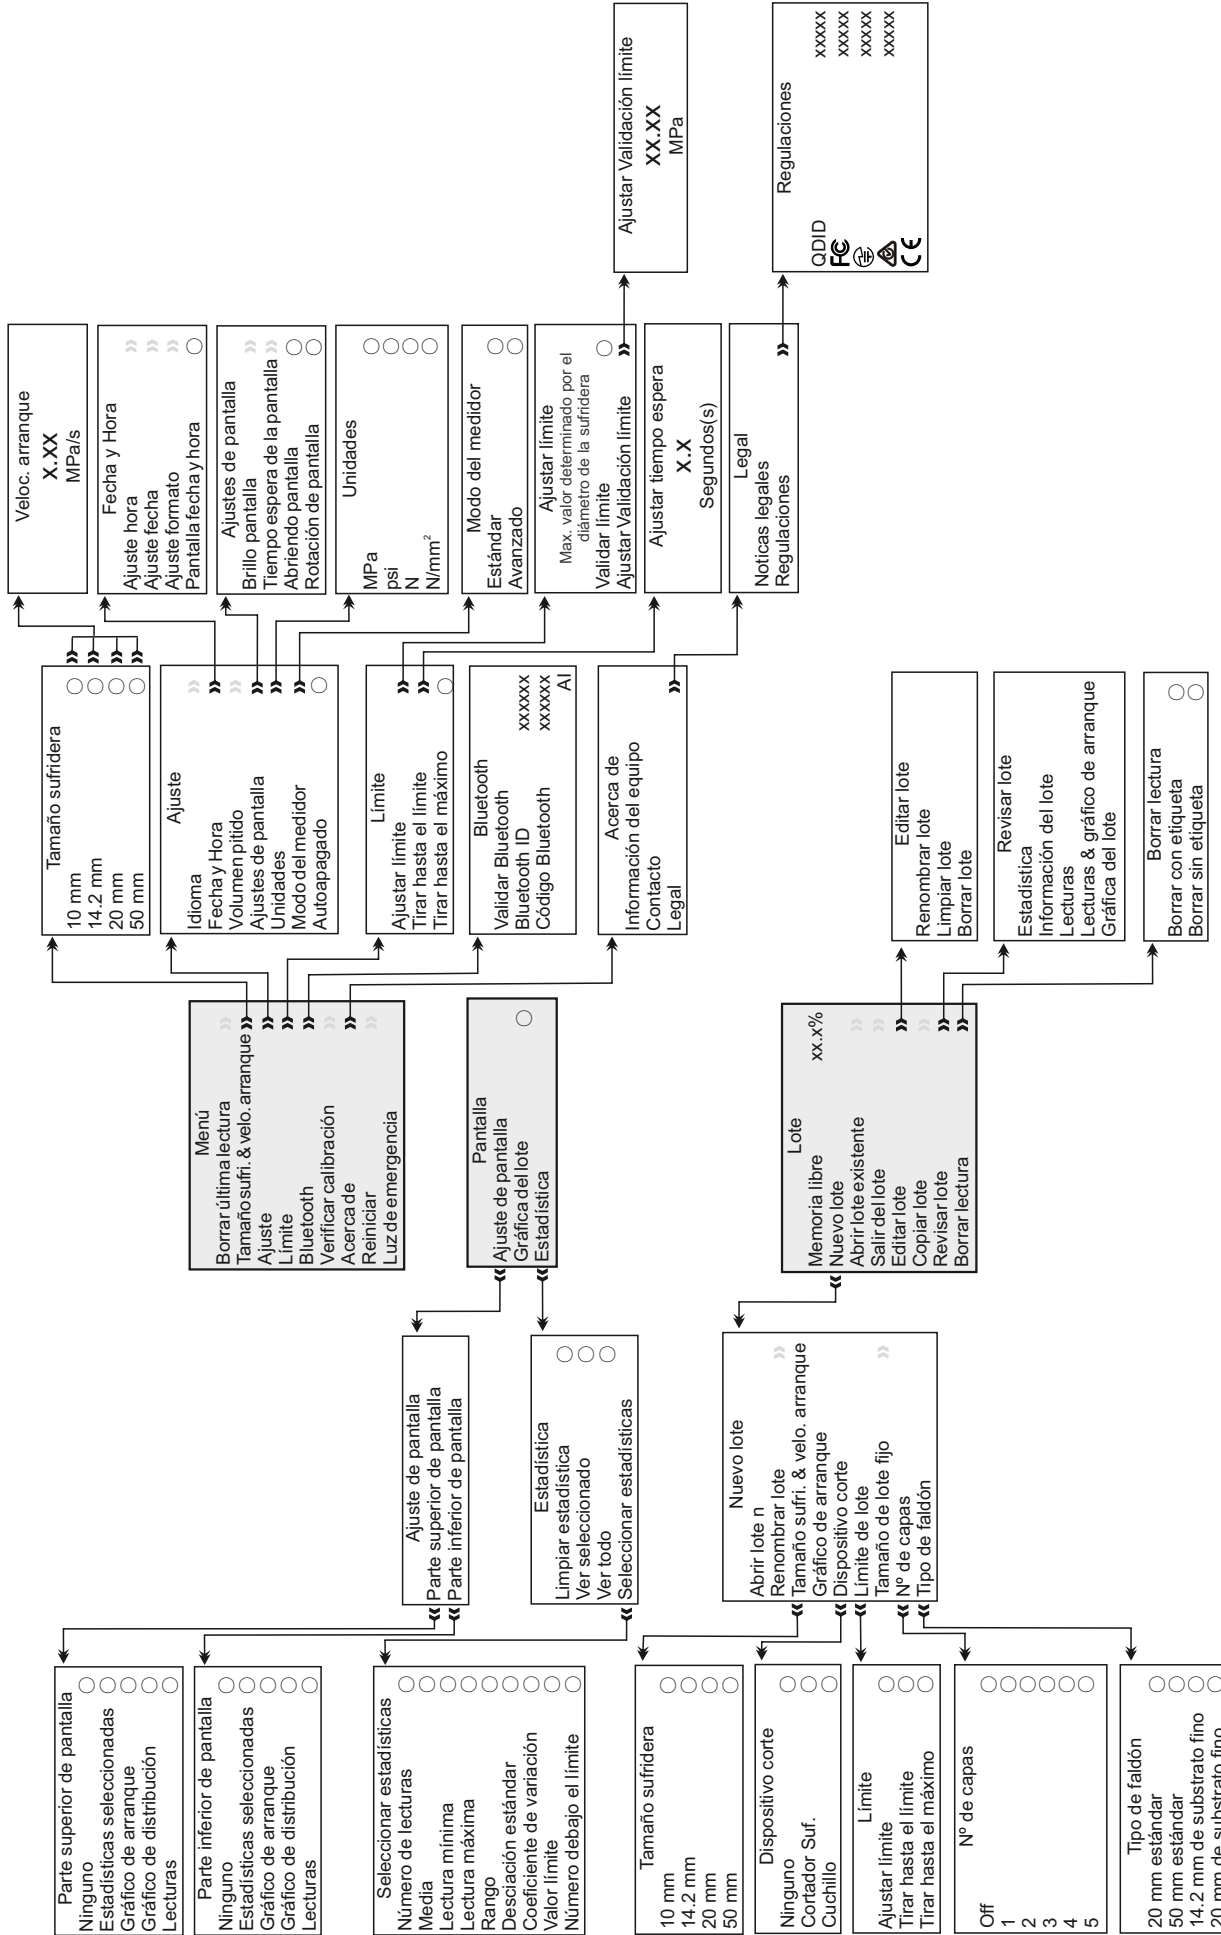 Parte superior de pantalla
Ninguno
Estadísticas seleccionadas
Gráfico de arranque
Gráfico de distribución
Lecturas
Parte inferior de pantalla
Ninguno
Estadísticas seleccionadas
Gráfico de arranque
Gráfico de distribución
Lecturas
Seleccionar estadísticas
Número de lecturas
Media
Lectura mínima
Lectura máxima
Rango
Desciación estándar
Coeficiente de variación
Valor límite
Número debajo el límite
Tamaño sufridera
10 mm
14.2 mm
20 mm
50 mm
Dispositivo corte
Ninguno
Cortador Suf.
Cuchillo
Límite
Ajustar límite
Tirar hasta el límite
Tirar hasta el máximo
Nº de capas
Off
1
2
3
4
5
Tipo de faldón
20 mm estándar
50 mm estándar
14.2 mm de substrato fino
20 mm de substrato fino
Ajuste de pantalla
Parte superior de pantalla
Parte inferior de pantalla
Estadística
Limpiar estadística
Ver seleccionado
Ver todo
Seleccionar estadísticas
Nuevo lote
Abrir lote n
Renombrar lote
Tamaño sufri. & velo. arranque
Gráfico de arranque
Dispositivo corte
Límite de lote
Tamaño de lote fijo
Nº de capas
Tipo de faldón
Menú
Borrar última lectura
Tamaño sufri. & velo. arranque
Ajuste
Límite
Bluetooth
Verificar calibración
Acerca de
Reiniciar
Luz de emergencia
Pantalla
Ajuste de pantalla
Gráfica del lote
Estadística
Lote
Memoria libre xx.x%
Nuevo lote
Abrir lote existente
Salir del lote
Editar lote
Copiar lote
Revisar lote
Borrar lectura
Tamaño sufridera
10 mm
14.2 mm
20 mm
50 mm
Ajuste
Idioma
Fecha y Hora
Volumen pitido
Ajustes de pantalla
Unidades
Modo del medidor
Autoapagado
Límite
Ajustar límite
Tirar hasta el límite
Tirar hasta el máximo
Bluetooth
Validar Bluetooth
Bluetooth ID xxxxxx
Código Bluetooth xxxxxx
AI
Acerca de
Información del equipo
Contacto
Legal
Editar lote
Renombrar lote
Limpiar lote
Borrar lote
Revisar lote
Estadística
Información del lote
Lecturas
Lecturas & gráfico de arranque
Gráfica del lote
Borrar lectura
Borrar con etiqueta
Borrar sin etiqueta
Veloc. arranque
X.XX
MPa/s
Fecha y Hora
Ajuste hora
Ajuste fecha
Ajuste formato
Pantalla fecha y hora
Ajustes de pantalla
Brillo pantalla
Tiempo espera de la pantalla
Abriendo pantalla
Rotación de pantalla
Unidades
MPa
psi
N
N/mm²
Modo del medidor
Estándar
Avanzado
Ajustar límite
Max. valor determinado por el
diámetro de la sufridera
Validar límite
Ajustar Validación límite
Ajustar tiempo espera
X.X
Segundos(s)
Legal
Noticas legales
Regulaciones
Ajustar Validación límite
XX.XX
MPa
Regulaciones
QDID xxxxx
FC xxxxx
xxxxx
xxxxx
CE